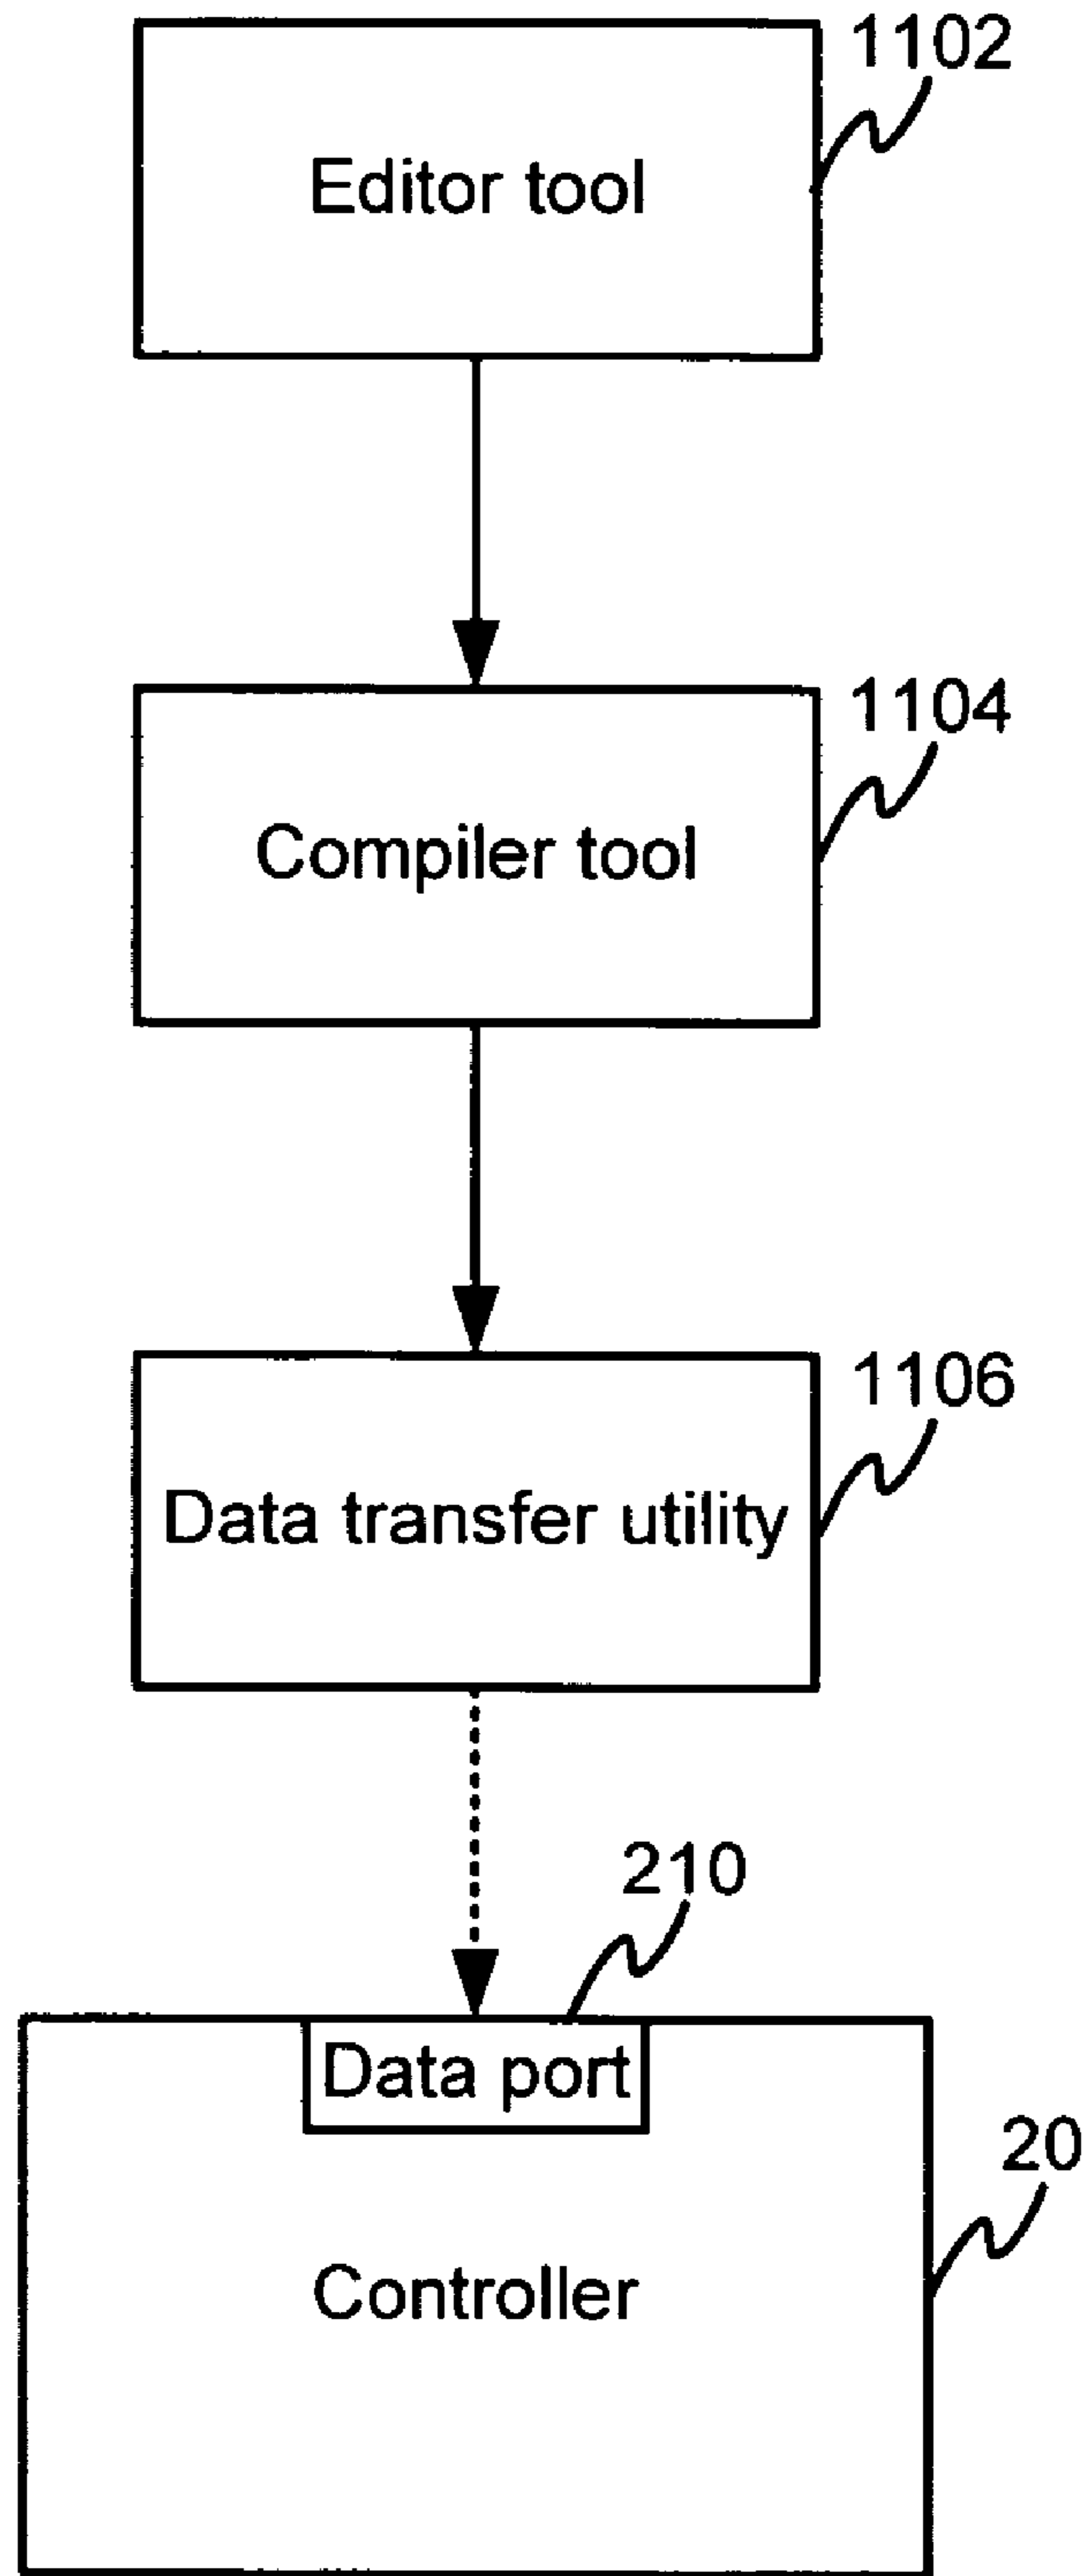 1102
Editor tool
1104
Compiler tool
1106
Data transfer utility
210
Data port
20
Controller